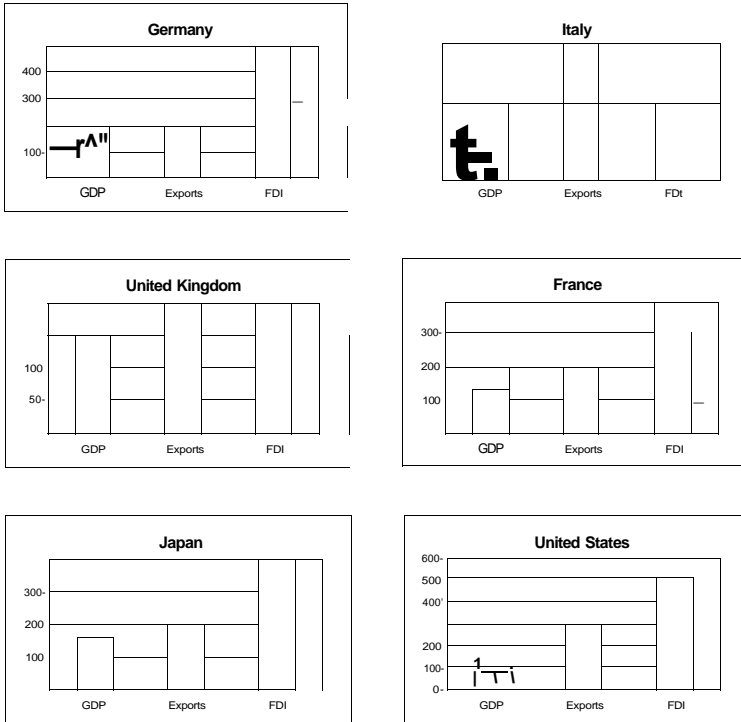 Germany
400
300
100-
GDP Exports FDI
Italy
GDP Exports FDt
United Kingdom
100
50-
GDP Exports FDI
France
300-
200
100
GDP Exports FDI
Japan
300-
200
100
GDP Exports FDI
United States
600-
500
400'
200
100-
0-
GDP Exports FDI